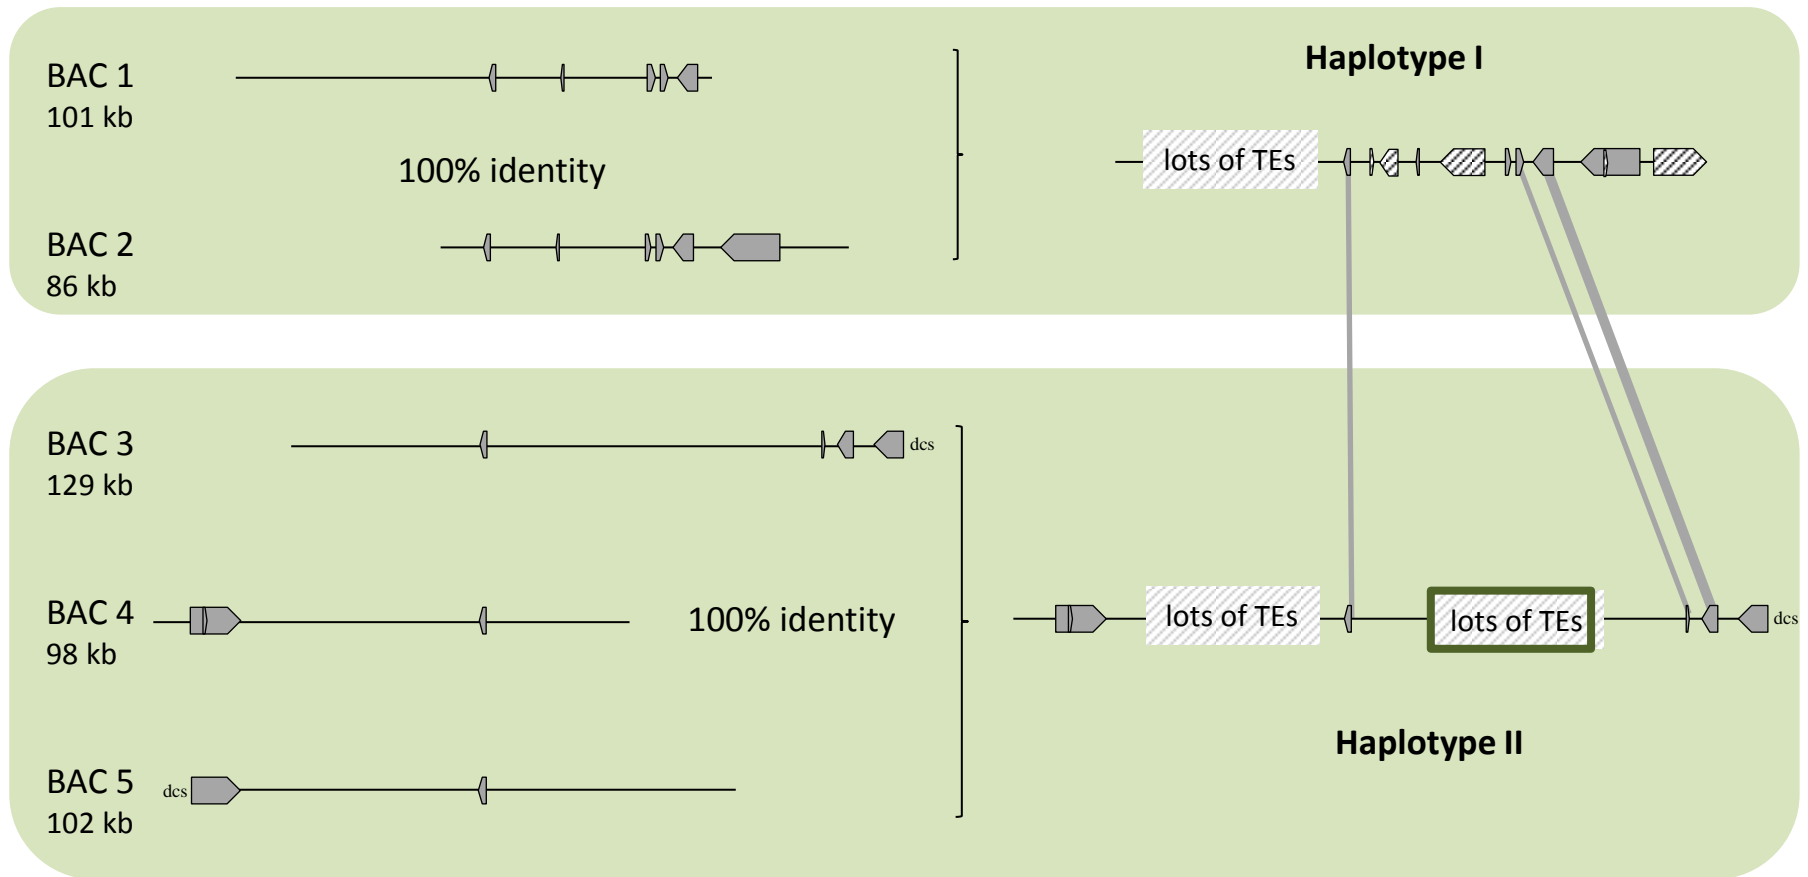 BAC 1
101 kb
100% identity
BAC 2
86 kb
Haplotype I
lots of TEs
BAC 3
129 kb
dcs
BAC 4
98 kb
100% identity
BAC 5
102 kb
dcs
lots of TEs
lots of TEs
dcs
Haplotype II